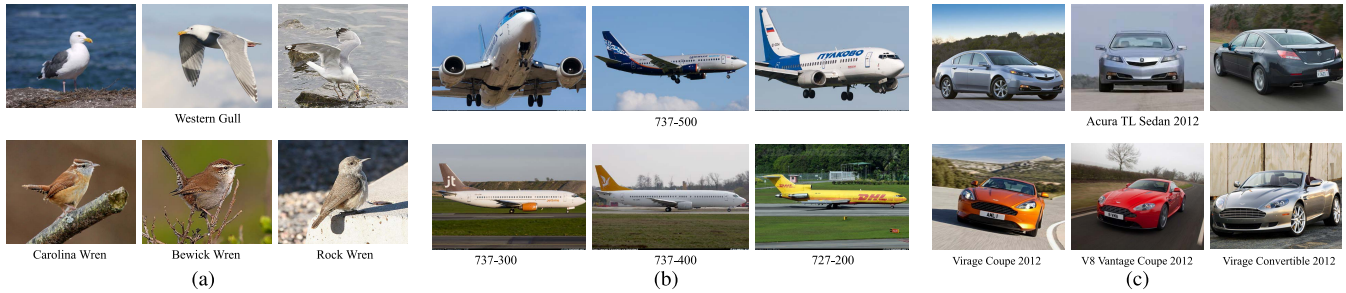 ПУЛКОВО
Western Gull
737-500
Acura TL Sedan 2012
jt
DHL
Carolina Wren
Bewick Wren
Rock Wren
737-300
737-400
727-200
Virage Coupe 2012
V8 Vantage Coupe 2012
Virage Convertible 2012
(a)
(b)
(c)